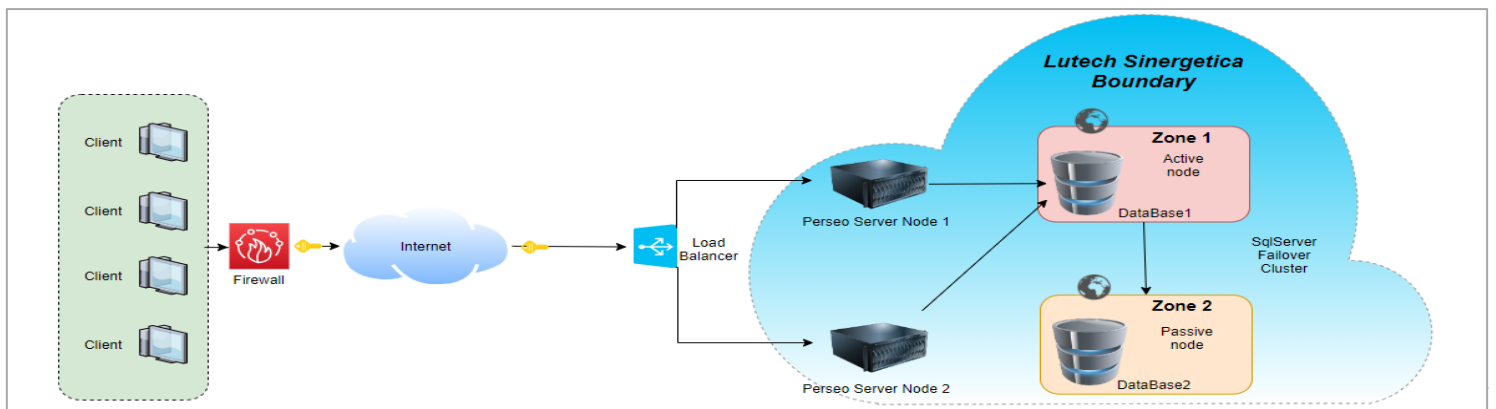 Client
Client
Client
Client
Firewall
Internet
Load
Balancer
Perseo Server Node 1
Perseo Server Node 2
Lutech Sinergetica
Boundary
Zone 1
Active
node
DataBase1
SqlServer
Failover
Cluster
Zone 2
Passive
node
DataBase2